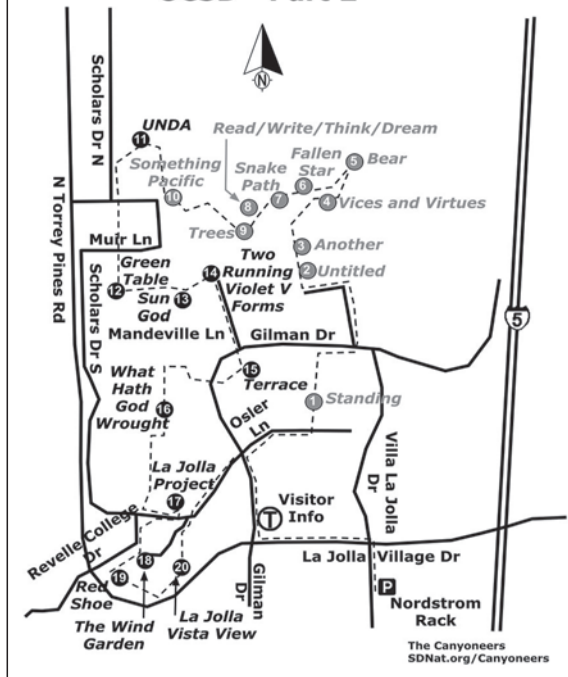 Scholars Dr N
N Torrey Pines Rd
N
UNDA
11
Read/Write/Think/Dream
Something
Pacific
10
Snake
Path
Fallen
Star
5
Bear
6
7
8
4
Vices and Virtues
Trees
9
3
Another
2
Untitled
Muir Ln
Green
Table
12
Sun
God
13
14
Two
Running
Violet V
Forms
Scholars Dr S
Mandeville Ln
Gilman Dr
5
What
Hath
God
Wrought
16
15
Terrace
1
Standing
Osler
Ln
Villa La Jolla
Dr
La Jolla
Project
17
Visitor
Info
T
Revelle College
Dr
La Jolla Village Dr
18
19
20
Red
Shoe
The Wind
Garden
La Jolla
Vista View
Gilman
Dr
P
Nordstrom
Rack
The Canyoneers
SDNat.org/Canyoneers